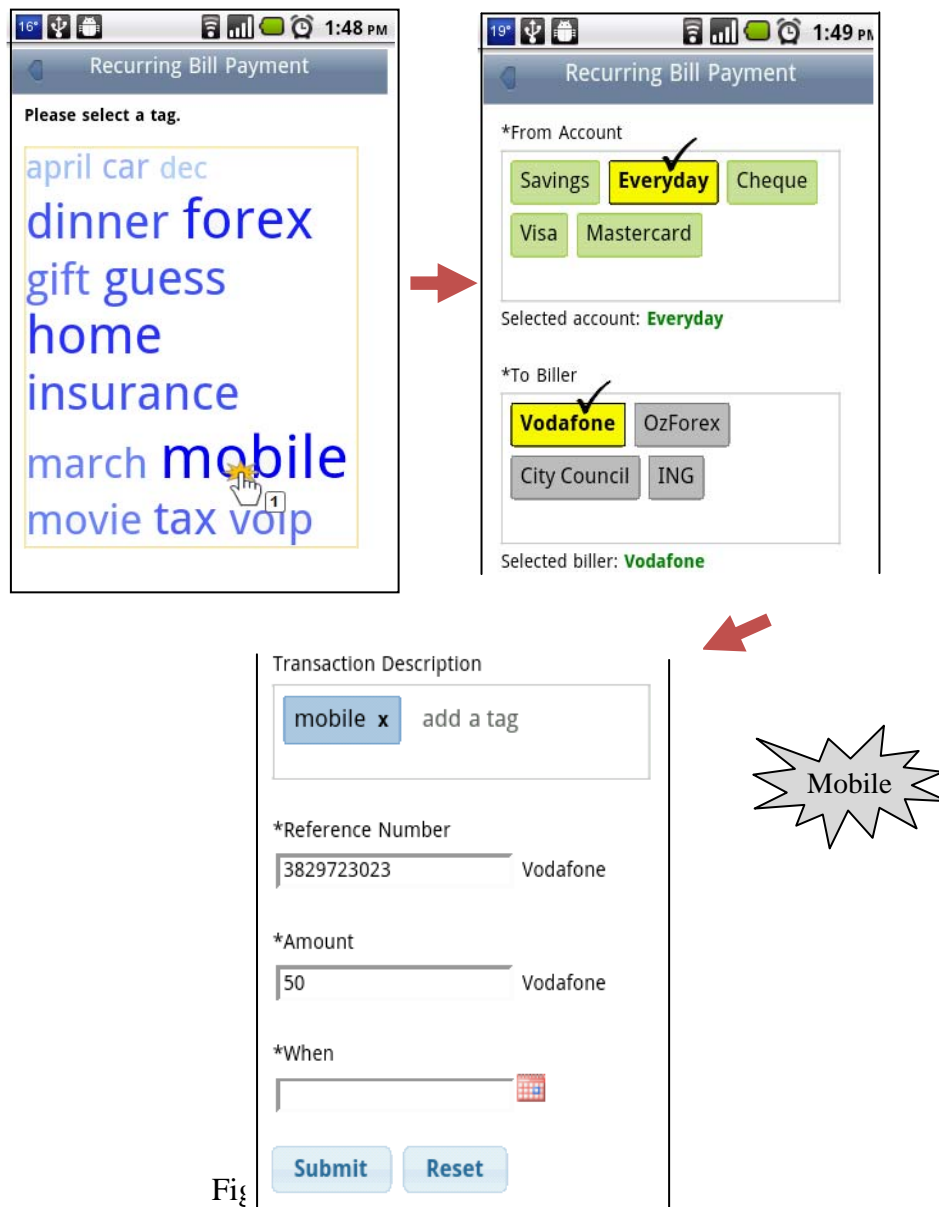 16° 1:48 PM
Recurring Bill Payment
Please select a tag.
april car dec
dinner forex
gift guess
home
insurance
march mobile
1
movie tax voip
19° 1:49 PM
Recurring Bill Payment
*From Account
Savings Everyday Cheque
Visa Mastercard
Selected account: Everyday
*To Biller
Vodafone OzForex
City Council ING
Selected biller: Vodafone
Transaction Description
mobile x add a tag
*Reference Number
3829723023 Vodafone
*Amount
50 Vodafone
*When
Submit Reset
Mobile